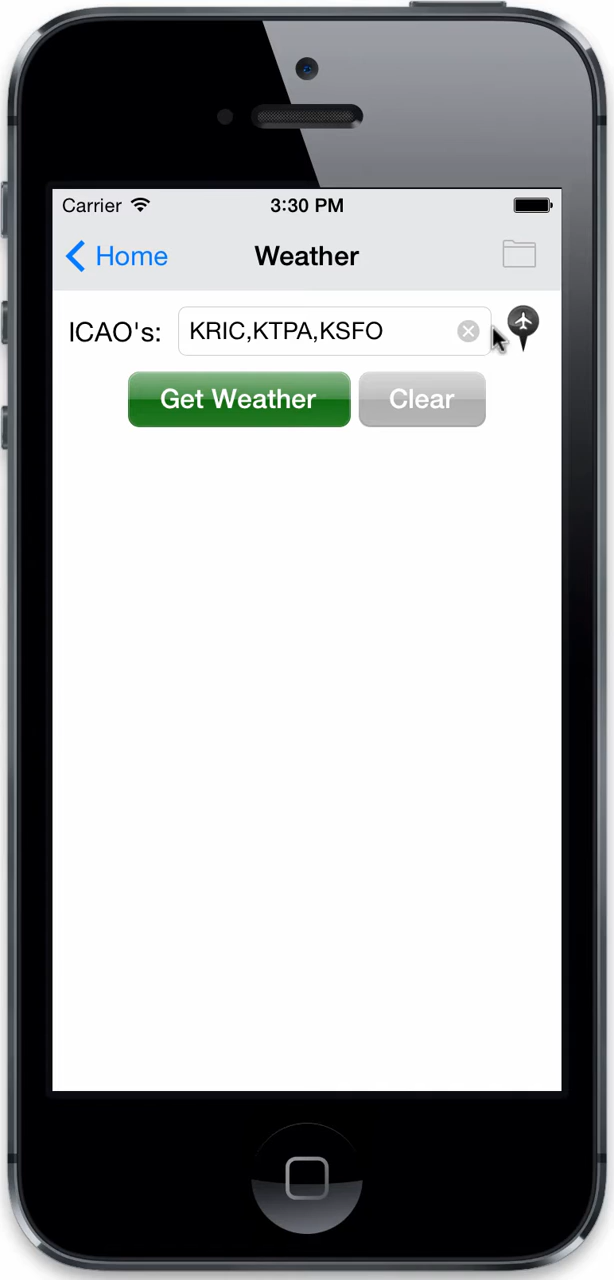 Carrier 3:30 PM
Home Weather
ICAO's: KRIC,KTPA,KSFO
Get Weather Clear